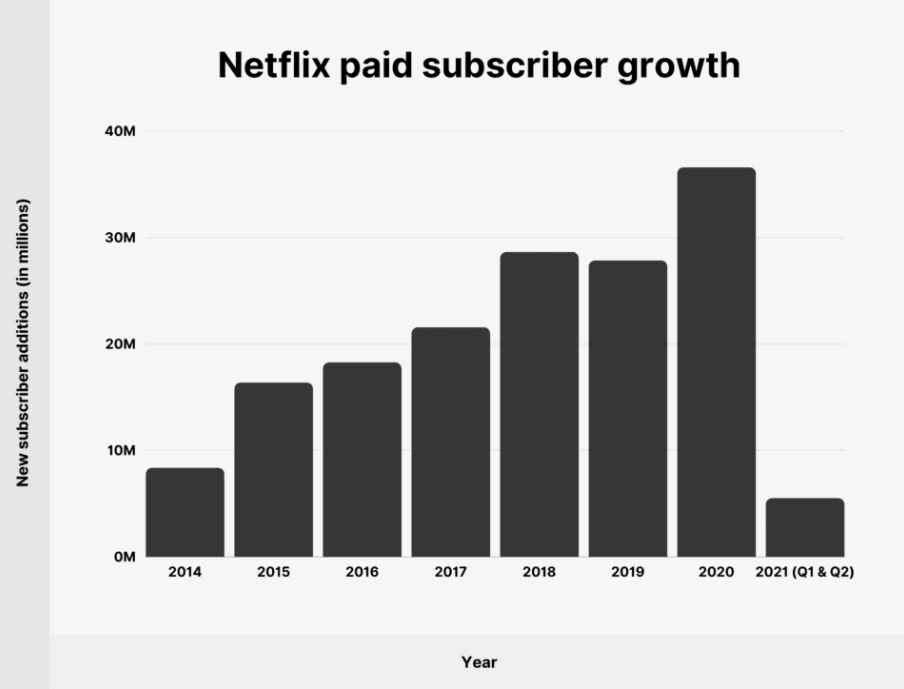 Netflix paid subscriber growth
New subscriber additions (in millions)
40M
30M
20M
10M
0M
2014 2015 2016 2017 2018 2019 2020 2021 (Q1 & Q2)
Year